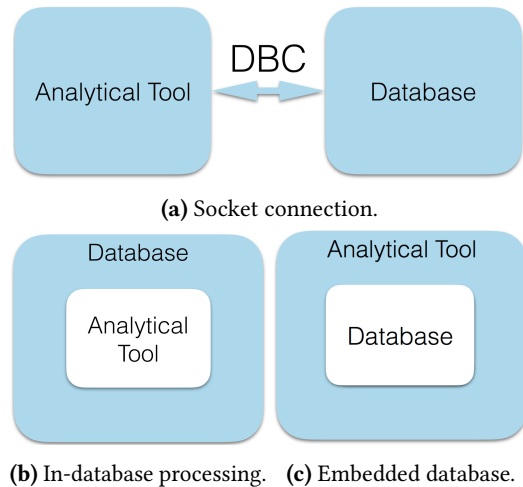 DBC
Analytical Tool
Database
(a) Socket connection.
Database
Analytical
Tool
Analytical Tool
Database
(b) In-database processing.
(c) Embedded database.